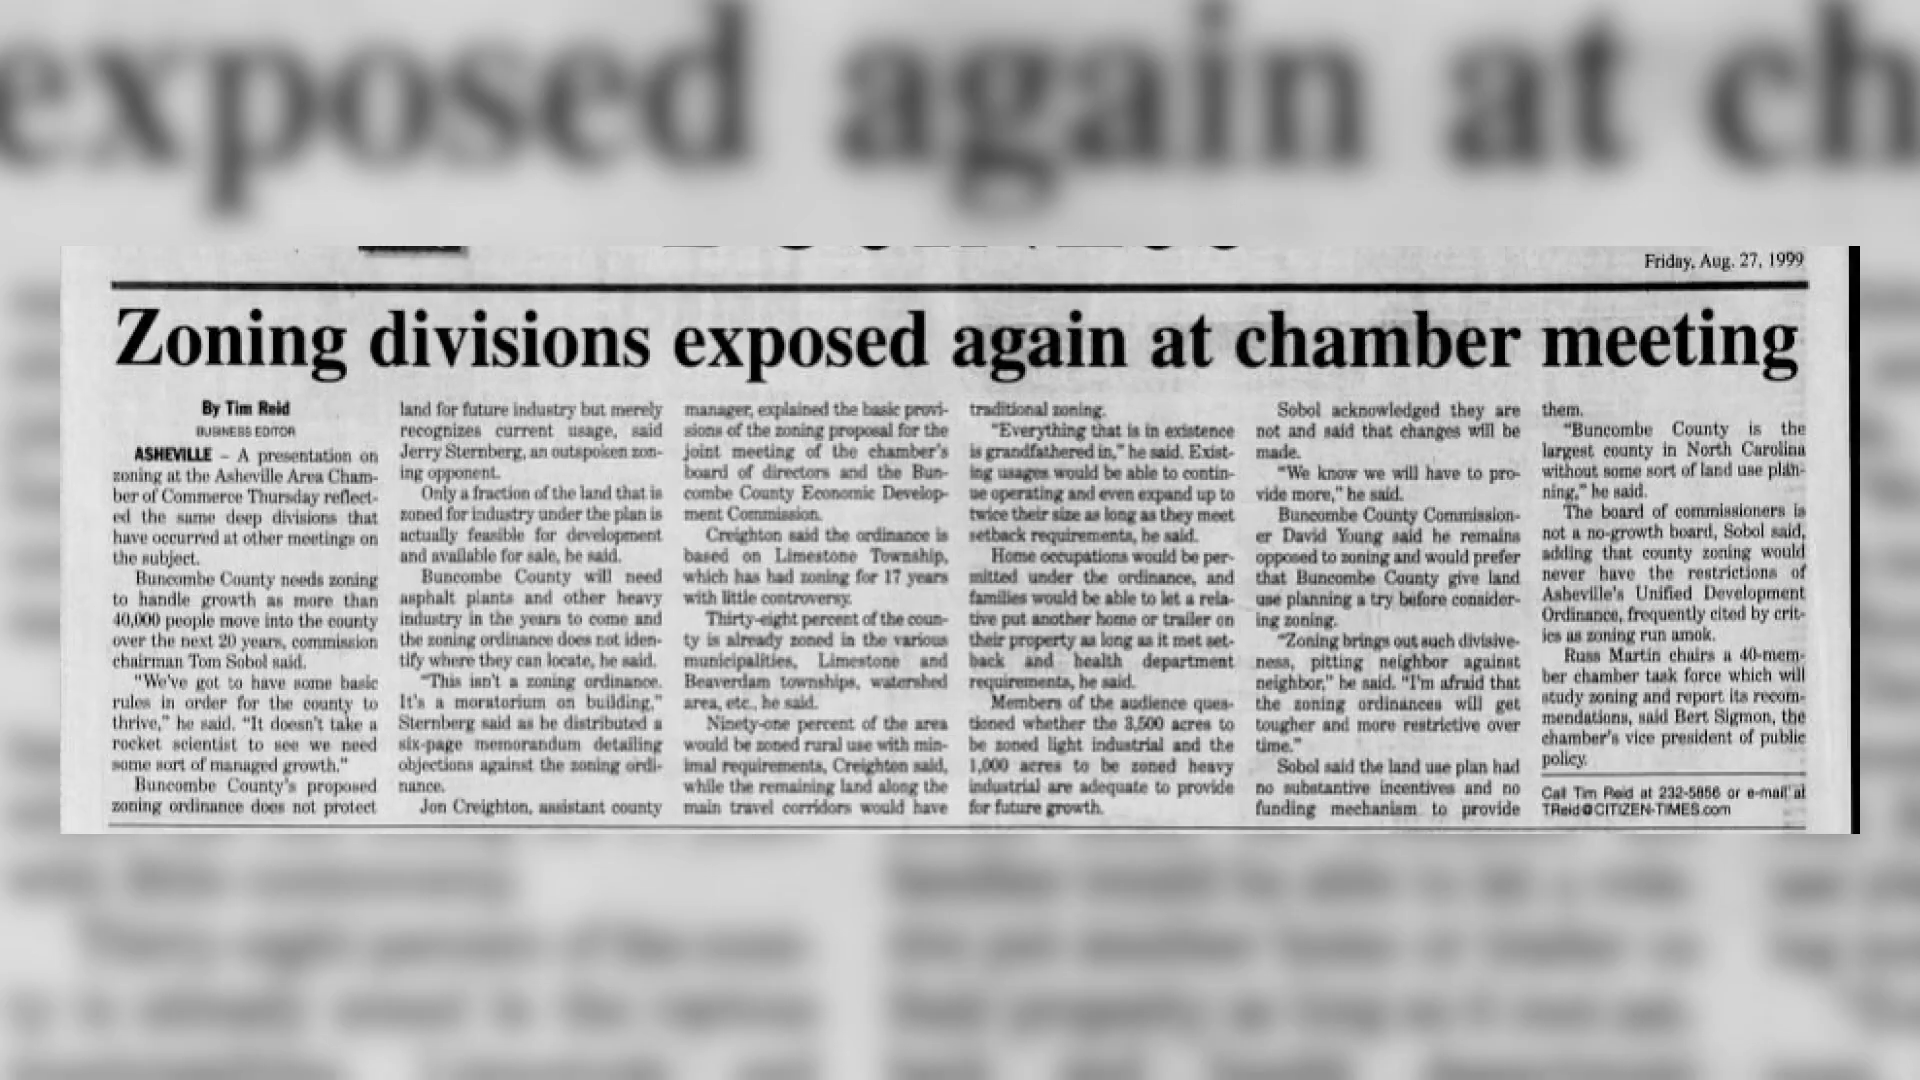 exposed again at ch
Friday, Aug. 27, 1999
Zoning divisions exposed again at chamber meeting
By Tim Reid
BUSINESS EDITOR
ASHEVILLE – A presentation on
zoning at the Asheville Area Cham-
ber of Commerce Thursday reflect-
ed the same deep divisions that
have occurred at other meetings on
the subject.
Buncombe County needs zoning
to handle growth as more than
40,000 people move into the county
over the next 20 years, commission
chairman Tom Sobol said.
"We've got to have some basic
rules in order for the county to
thrive," he said. "It doesn't take a
rocket scientist to see we need
some sort of managed growth."
Buncombe County's proposed
zoning ordinance does not protect
land for future industry but merely
recognizes current usage, said
Jerry Sternberg, an outspoken zon-
ing opponent.
Only a fraction of the land that is
zoned for industry under the plan is
actually feasible for development
and available for sale, he said.
Buncombe County will need
asphalt plants and other heavy
industry in the years to come and
the zoning ordinance does not iden-
tify where they can locate, he said.
"This isn't a zoning ordinance.
It's a moratorium on building,"
Sternberg said as he distributed a
six-page memorandum detailing
objections against the zoning ordi-
nance.
Jon Creighton, assistant county
manager, explained the basic provi-
sions of the zoning proposal for the
joint meeting of the chamber's
board of directors and the Bun-
combe County Economic Develop-
ment Commission.
Creighton said the ordinance is
based on Limestone Township,
which has had zoning for 17 years
with little controversy.
Thirty-eight percent of the coun-
ty is already zoned in the various
municipalities, Limestone and
Beaverdam townships, watershed
area, etc., he said.
Ninety-one percent of the area
would be zoned rural use with min-
imal requirements, Creighton said,
while the remaining land along the
main travel corridors would have
traditional zoning.
"Everything that is in existence
is grandfathered in," he said. Exist-
ing usages would be able to contin-
ue operating and even expand up to
twice their size as long as they meet
setback requirements, he said.
Home occupations would be per-
mitted under the ordinance, and
families would be able to let a rela-
tive put another home or trailer on
their property as long as it met set-
back and health department
requirements, he said.
Members of the audience ques-
tioned whether the 3,500 acres to
be zoned light industrial and the
1,000 acres to be zoned heavy
industrial are adequate to provide
for future growth.
Sobol acknowledged they are
not and said that changes will be
made.
"We know we will have to pro-
vide more," he said.
Buncombe County Commission-
er David Young said he remains
opposed to zoning and would prefer
that Buncombe County give land
use planning a try before consider-
ing zoning.
"Zoning brings out such divisive-
ness, pitting neighbor against
neighbor," he said. "I'm afraid that
the zoning ordinances will get
tougher and more restrictive over
time."
Sobol said the land use plan had
no substantive incentives and no
funding mechanism to provide
them.
"Buncombe County is the
largest county in North Carolina
without some sort of land use plan-
ning," he said.
The board of commissioners is
not a no-growth board, Sobol said,
adding that county zoning would
never have the restrictions of
Asheville's Unified Development
Ordinance, frequently cited by crit-
ics as zoning run amok.
Russ Martin chairs a 40-mem-
ber chamber task force which will
study zoning and report its recom-
mendations, said Bert Sigmon, the
chamber's vice president of public
policy.
Call Tim Reid at 232-5856 or e-mail at
TReid@CITIZEN-TIMES.com